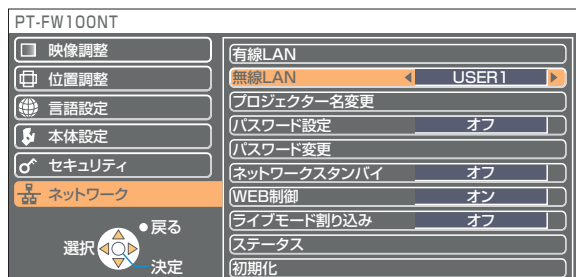 PT-FW100NT
映像調整
位置調整
言語設定
本体設定
セキュリティ
ネットワーク
戻る
選択
決定
有線LAN
無線LAN USER1
プロジェクター名変更
パスワード設定 オフ
パスワード変更
ネットワークスタンバイ オフ
WEB制御 オン
ライブモード割り込み オフ
ステータス
初期化